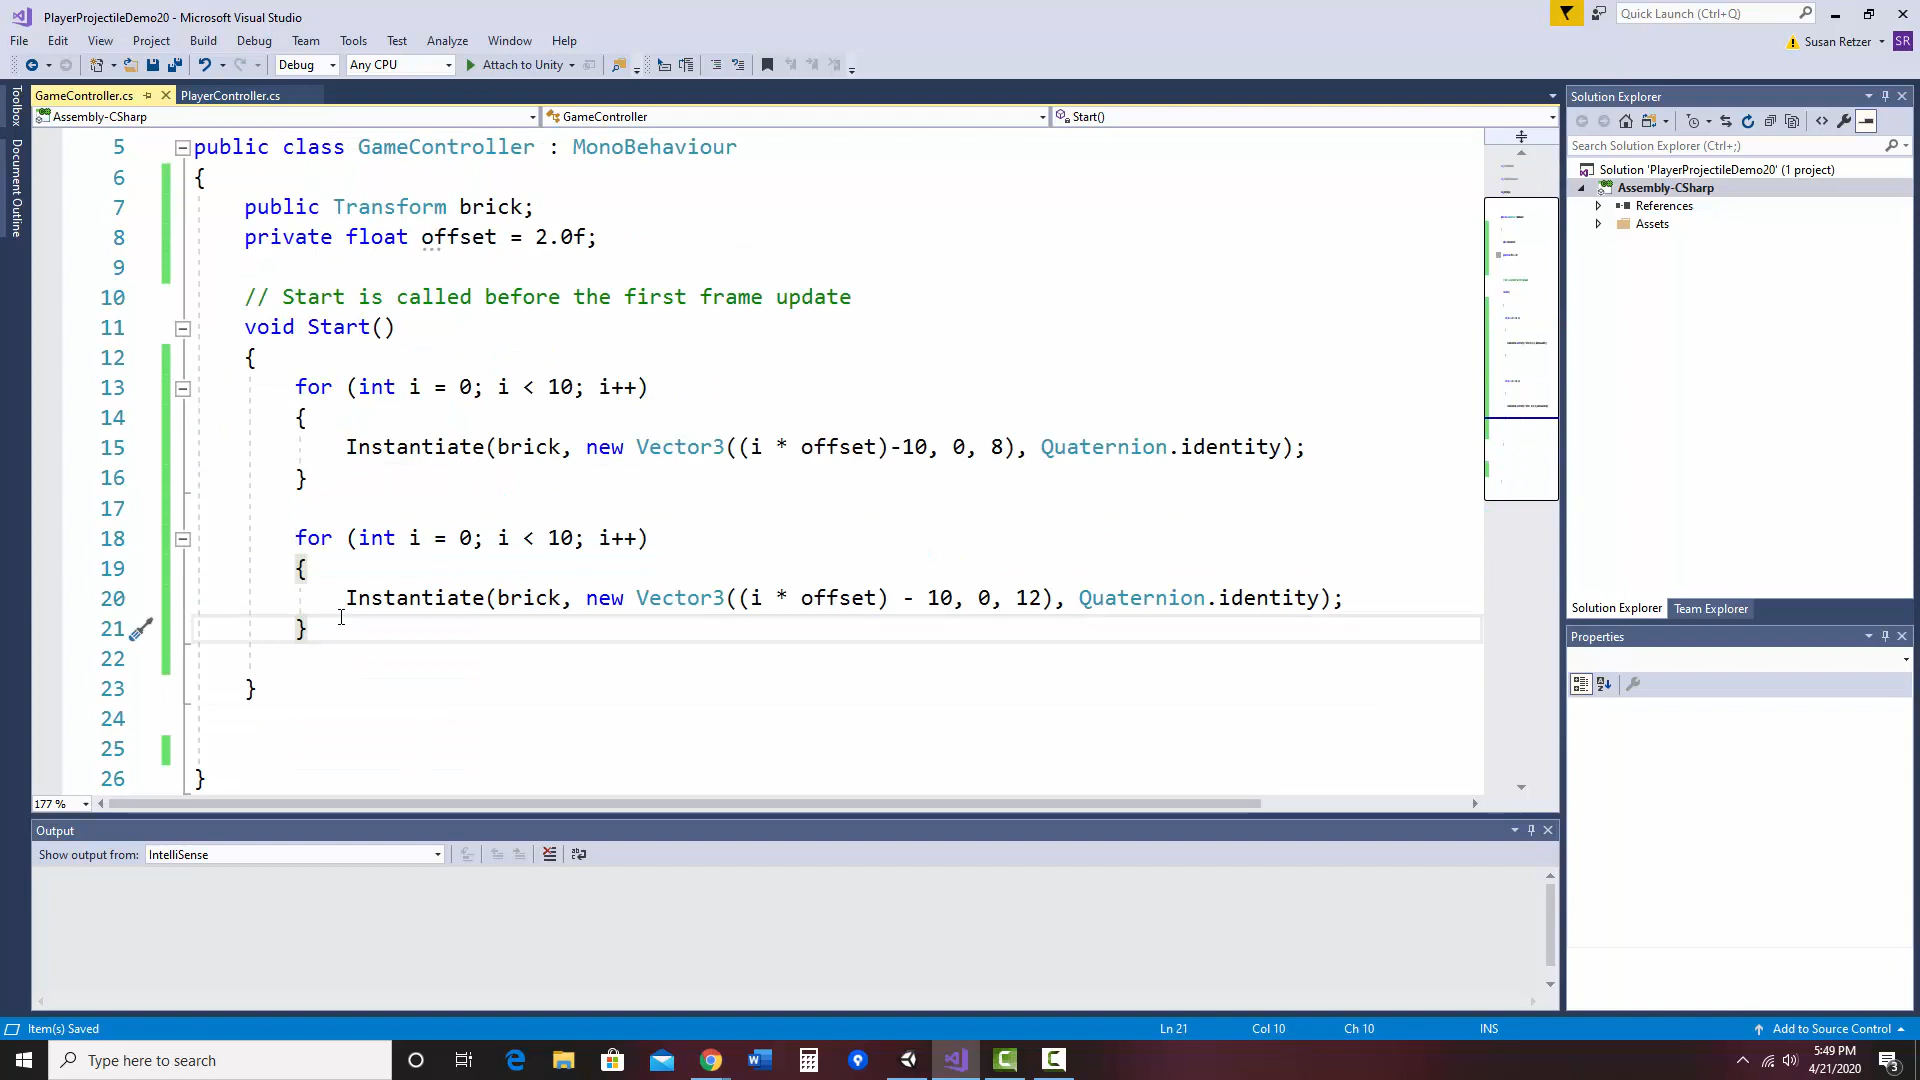 PlayerProjectileDemo20 - Microsoft Visual Studio
Quick Launch (Ctrl+Q)
File Edit View Project Build Debug Team Tools Test Analyze Window Help
Susan Retzer SR
Debug Any CPU Attach to Unity
Toolbox
Document Outline
GameController.cs PlayerController.cs
Assembly-CSharp GameController Start()
5 public class GameController : MonoBehaviour
6 {
7 public Transform brick;
8 private float offset = 2.0f;
9
10 // Start is called before the first frame update
11 void Start()
12 {
13 for (int i = 0; i < 10; i++)
14 {
15 Instantiate(brick, new Vector3((i * offset)-10, 0, 8), Quaternion.identity);
16 }
17
18 for (int i = 0; i < 10; i++)
19 {
20 Instantiate(brick, new Vector3((i * offset) - 10, 0, 12), Quaternion.identity);
21 }
22
23 }
24
25
26 }
177 %
Solution Explorer
Search Solution Explorer (Ctrl+;)
Solution 'PlayerProjectileDemo20' (1 project)
Assembly-CSharp
References
Assets
Solution Explorer Team Explorer
Properties
Output
Show output from: IntelliSense
Item(s) Saved Ln 21 Col 10 Ch 10 INS Add to Source Control
Type here to search
5:49 PM
4/21/2020
3